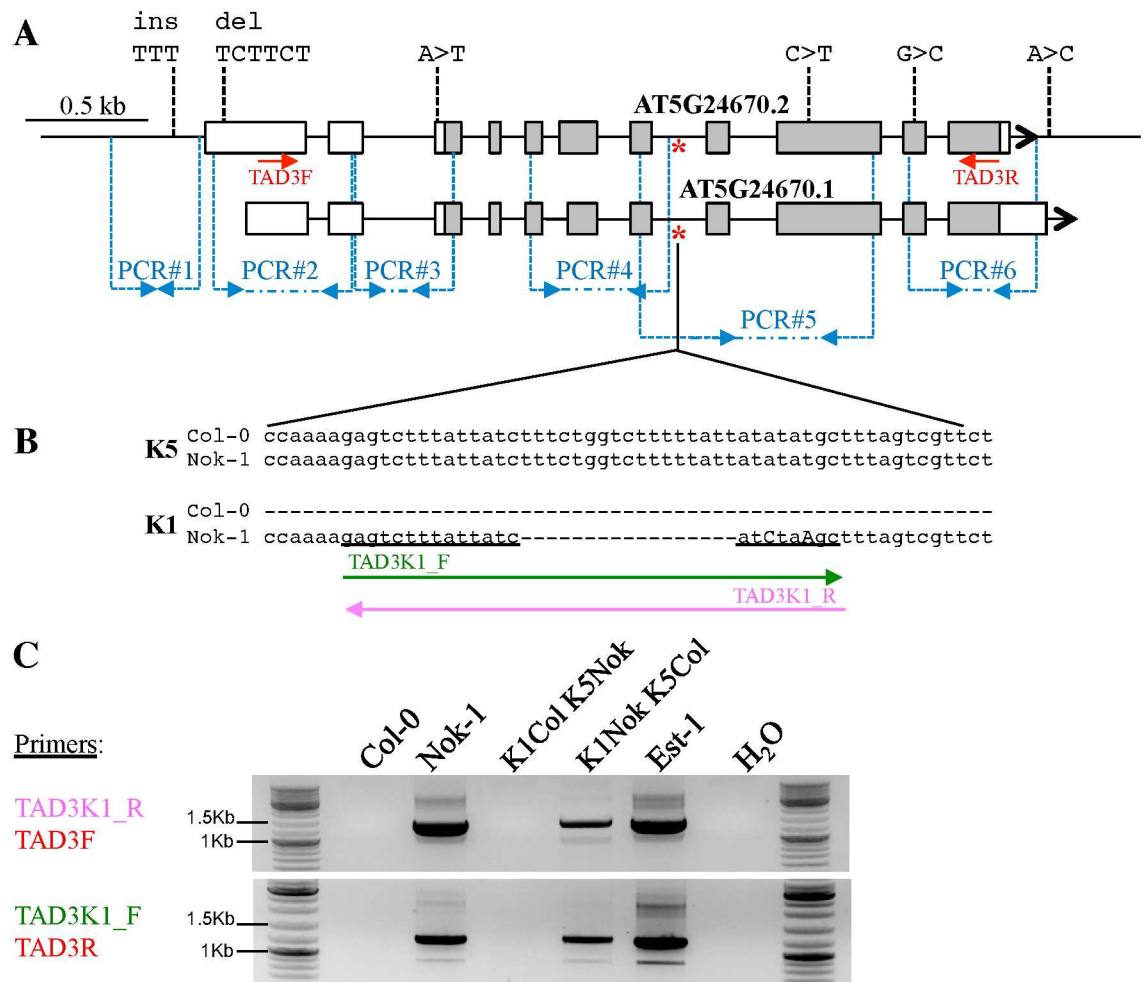 A
ins del
TTT TCTTCT A>T C>T G>C A>C
0.5 kb
AT5G24670.2
*
TAD3F TAD3R
AT5G24670.1
*
PCR#1 PCR#2 PCR#3 PCR#4 PCR#6
PCR#5
B
K5
Col-0 ccaaaagagtctttattatctttctggtctttttattatatatgctttagtcgttct
Nok-1 ccaaaagagtctttattatctttctggtctttttattatatatgctttagtcgttct
K1
Col-0 ---------------------------------------------------------
Nok-1 ccaaaagagtctttattatc-----------------atCtaAgctttagtcgttct
TAD3K1_F
TAD3K1_R
C
Primers:
Col-0 Nok-1 K1Col K5Nok K1Nok K5Col Est-1 H₂O
TAD3K1_R
TAD3F
1.5Kb
1Kb
TAD3K1_F
TAD3R
1.5Kb
1Kb